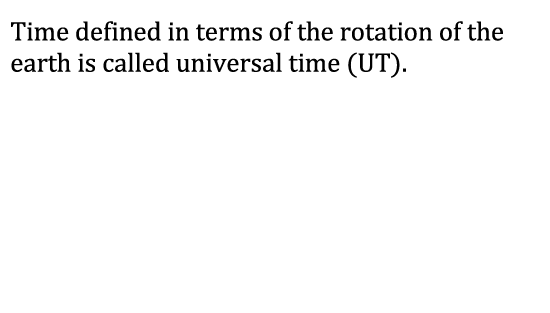 Time defined in terms of the rotation of the
earth is called universal time (UT).